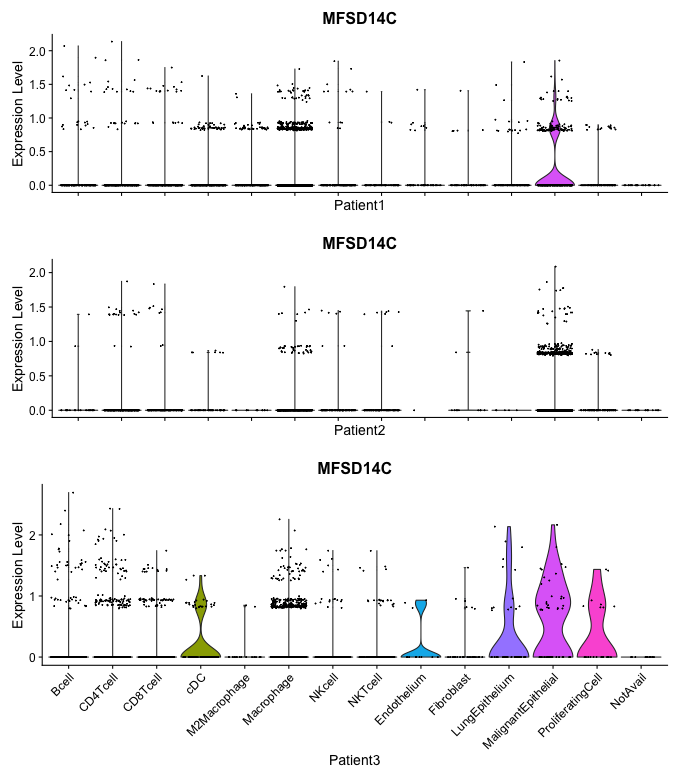 MFSD14C
Expression Level
2.0
1.5
1.0
0.5
0.0
Patient1
MFSD14C
Expression Level
2.0
1.5
1.0
0.5
0.0
Patient2
MFSD14C
Expression Level
2
1
0
Bcell
CD4Tcell
CD8Tcell
cDC
M2Macrophage
Macrophage
NKcell
NKTcell
Endothelium
Fibroblast
LungEpithelium
MalignantEpithelial
ProliferatingCell
NotAvail
Patient3